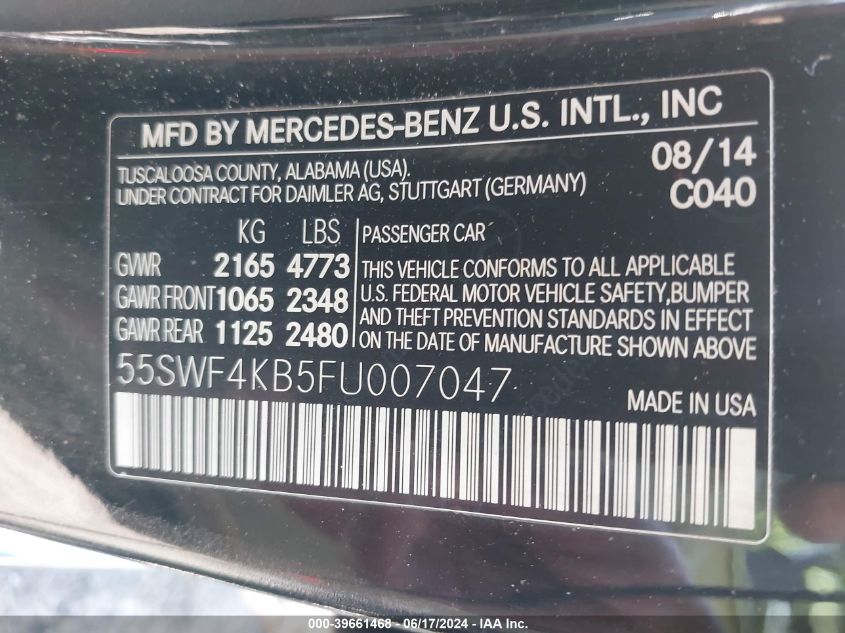 MFD BY MERCEDES-BENZ U.S. INTL., INC
TUSCALOOSA COUNTY, ALABAMA (USA).
UNDER CONTRACT FOR DAIMLER AG, STUTTGART (GERMANY)
08/14
C040
KG LBS
GVWR 2165 4773
GAWR FRONT 1065 2348
GAWR REAR 1125 2480
PASSENGER CAR
THIS VEHICLE CONFORMS TO ALL APPLICABLE
U.S. FEDERAL MOTOR VEHICLE SAFETY,BUMPER
AND THEFT PREVENTION STANDARDS IN EFFECT
ON THE DATE OF MANUFACTURE SHOWN ABOVE
55SWF4KB5FU007047
MADE IN USA
000-39661468 - 06/17/2024 - IAA Inc.